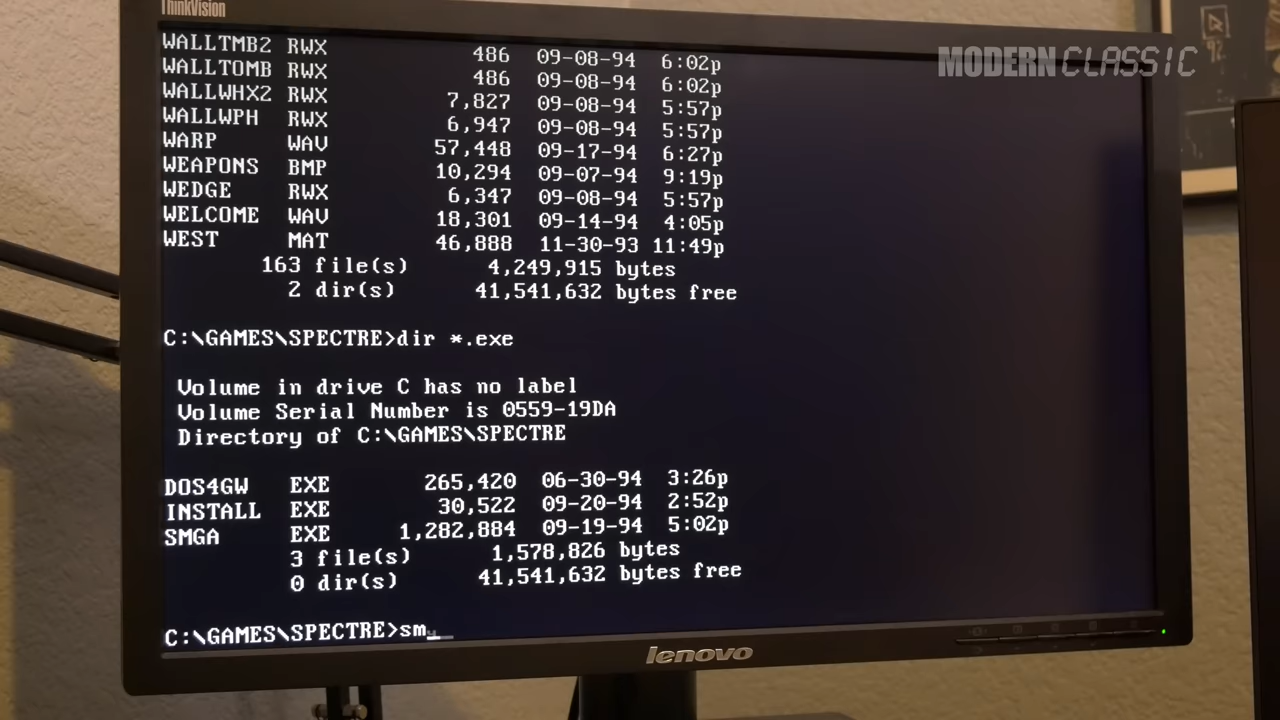 ThinkVision
MODERN CLASSIC
WALLTMB2 RWX 486 09-08-94 6:02p
WALLTOMB RWX 486 09-08-94 6:02p
WALLWHX2 RWX 7,827 09-08-94 5:57p
WALLWPH RWX 6,947 09-08-94 5:57p
WARP WAV 57,448 09-17-94 6:27p
WEAPONS BMP 10,294 09-07-94 9:19p
WEDGE RWX 6,347 09-08-94 5:57p
WELCOME WAV 18,301 09-14-94 4:05p
WEST MAT 46,888 11-30-93 11:49p
163 file(s) 4,249,915 bytes
2 dir(s) 41,541,632 bytes free
C:\GAMES\SPECTRE>dir *.exe
Volume in drive C has no label
Volume Serial Number is 0559-19DA
Directory of C:\GAMES\SPECTRE
DOS4GW EXE 265,420 06-30-94 3:26p
INSTALL EXE 30,522 09-20-94 2:52p
SMGA EXE 1,282,884 09-19-94 5:02p
3 file(s) 1,578,826 bytes
0 dir(s) 41,541,632 bytes free
C:\GAMES\SPECTRE>sm_
lenovo